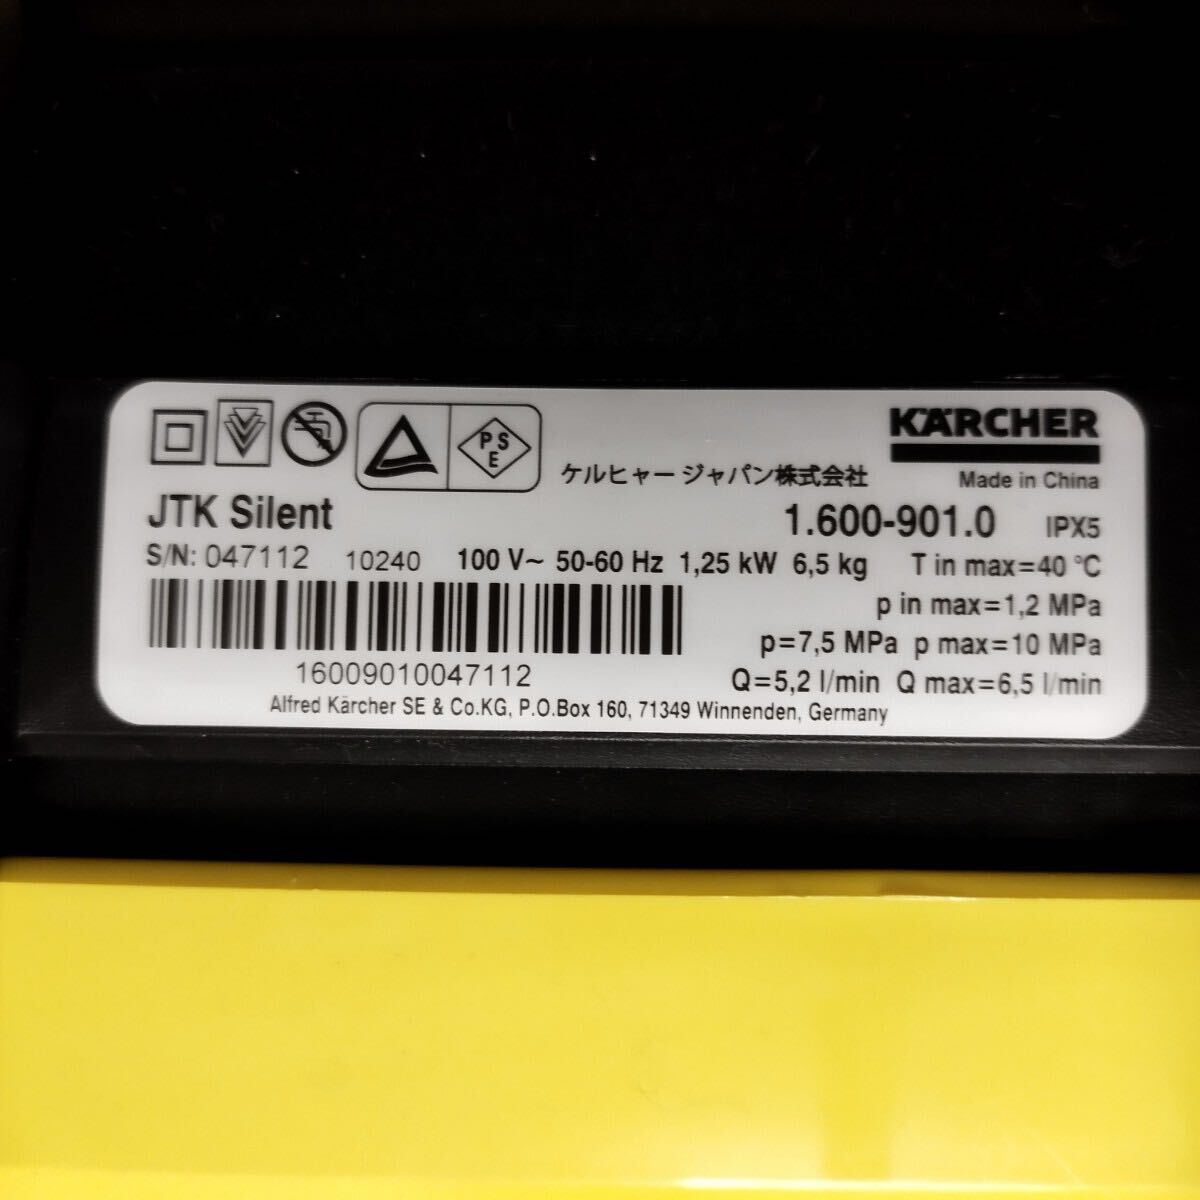 PSE
KÄRCHER
ケルヒャー ジャパン株式会社
Made in China
JTK Silent
1.600-901.0 IPX5
S/N: 047112 10240 100 V~ 50-60 Hz 1,25 kW 6,5 kg T in max=40 °C
p in max=1,2 MPa
p=7,5 MPa p max=10 MPa
16009010047112
Q=5,2 l/min Q max=6,5 l/min
Alfred Kärcher SE & Co.KG, P.O.Box 160, 71349 Winnenden, Germany